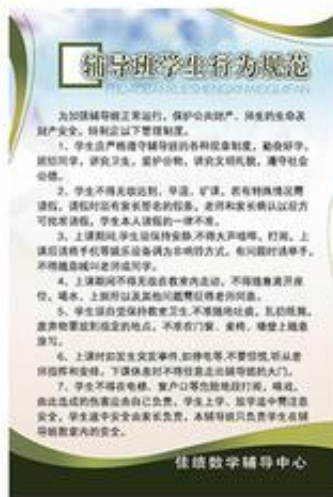 辅导班学生行为规范
FUDAOBANXUESHENGXINGWEIGUIFAN
为加强辅导班正常运行，保护公共财产、师生的生命及
财产安全，特制定以下管理制度。
1、学生应严格遵守辅导班的各种规章制度，勤奋好学，
团结同学，讲究卫生，爱护公物，讲究文明礼貌，遵守社会
公德。
2、学生不得无故迟到、早退、旷课。若有特殊情况需
请假，请假时应有家长签名的假条，老师和家长确认以后方
可批准请假，学生本人请假的一律不准。
3、上课期间,学生应保持安静,不得大声喧哗、打闹。上
课后请将手机等娱乐设备调为非响铃方式。有问题时请举手，
不得随意喊叫老师或同学。
4、上课期间不得无故在教室内走动，不得随意离开座
位，喝水、上厕所以及其他问题需征得老师同意。
5、学生须自觉保持教室卫生,不准随地吐痰、乱扔纸屑，
废弃物要放到指定的地点。不准在门窗、桌椅、墙壁上随意
涂写。
6、上课时如发生突发事件,如停电等,不要惊慌,听从老
师指挥和安排。下课休息时不得任意走出辅导班的大门。
7、学生不得在电梯、窗户口等危险地段打闹、嬉戏，
由此造成的伤害应由自己负责。学生上学、放学途中需注意
安全，学生途中安全由家长负责，本辅导班只负责学生在辅
导班教室内的安全。
佳绩数学辅导中心